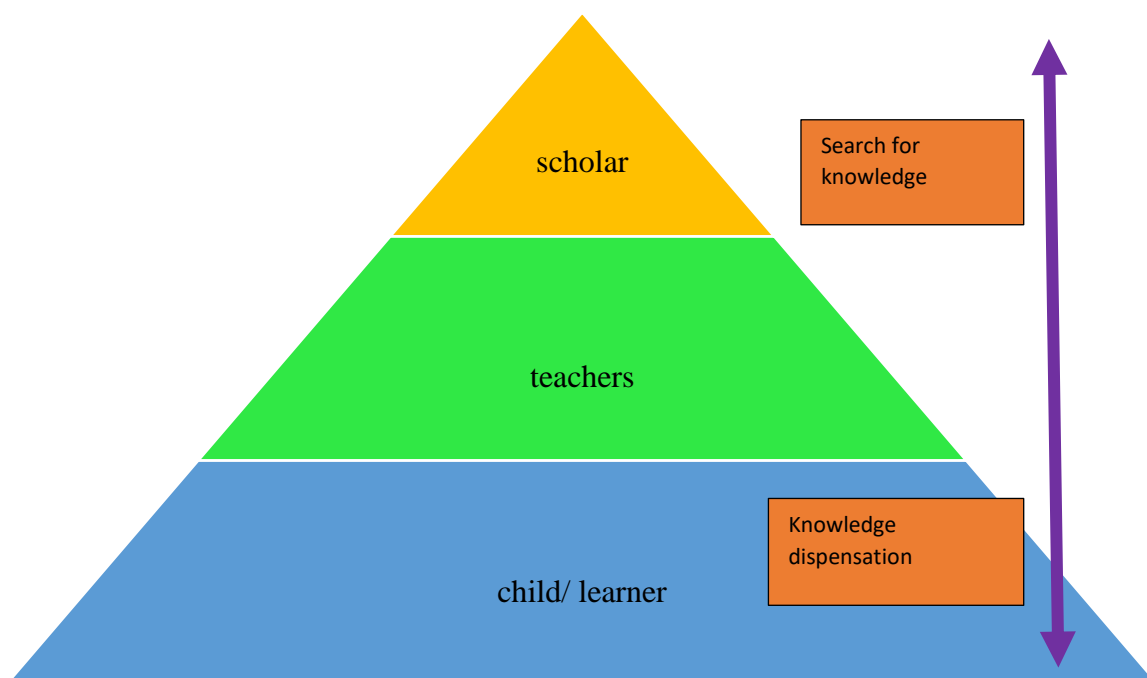 scholar
Search for
knowledge
teachers
Knowledge
dispensation
child/ learner